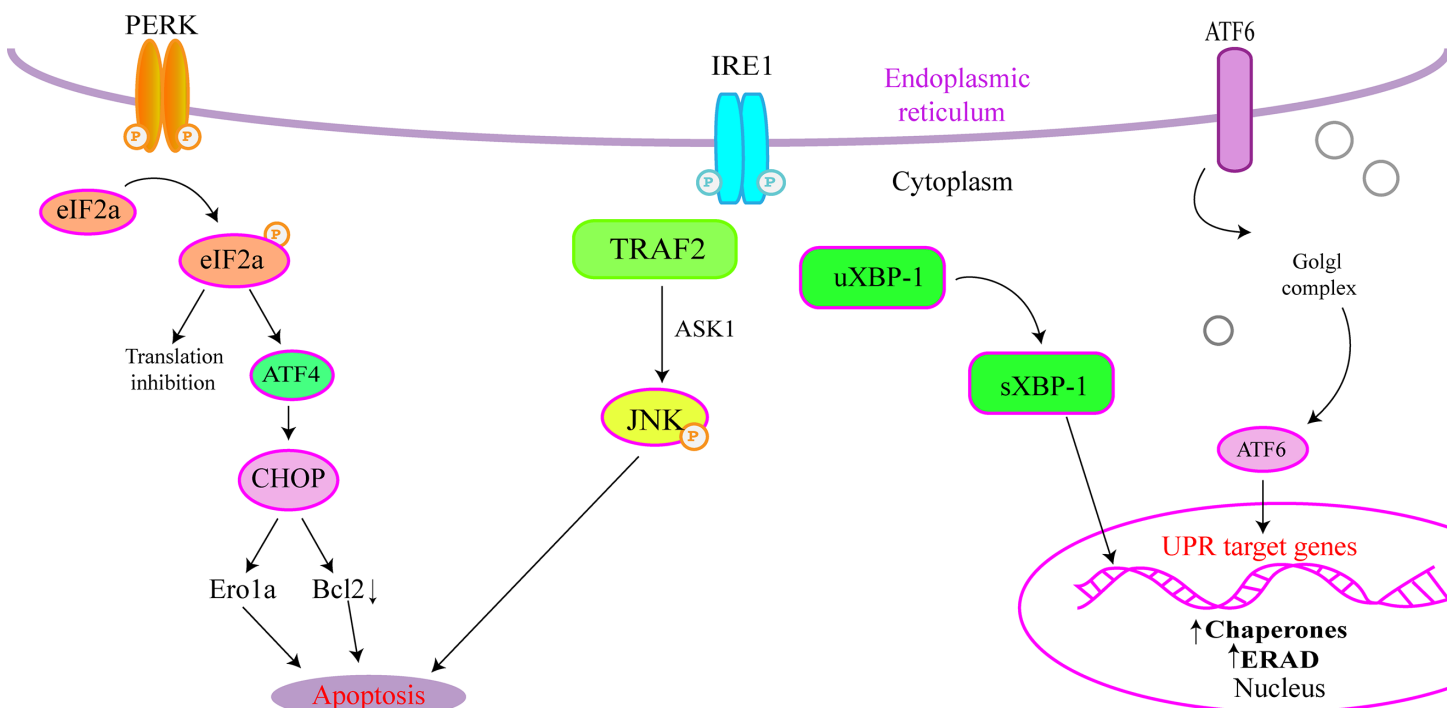 PERK
P
P
eIF2a
eIF2a
P
Translation
inhibition
ATF4
CHOP
Ero1a
Bcl2↓
Apoptosis
IRE1
P
P
TRAF2
ASK1
JNK
P
Endoplasmic
reticulum
Cytoplasm
uXBP-1
sXBP-1
ATF6
Golgl
complex
ATF6
UPR target genes
↑Chaperones
↑ERAD
Nucleus